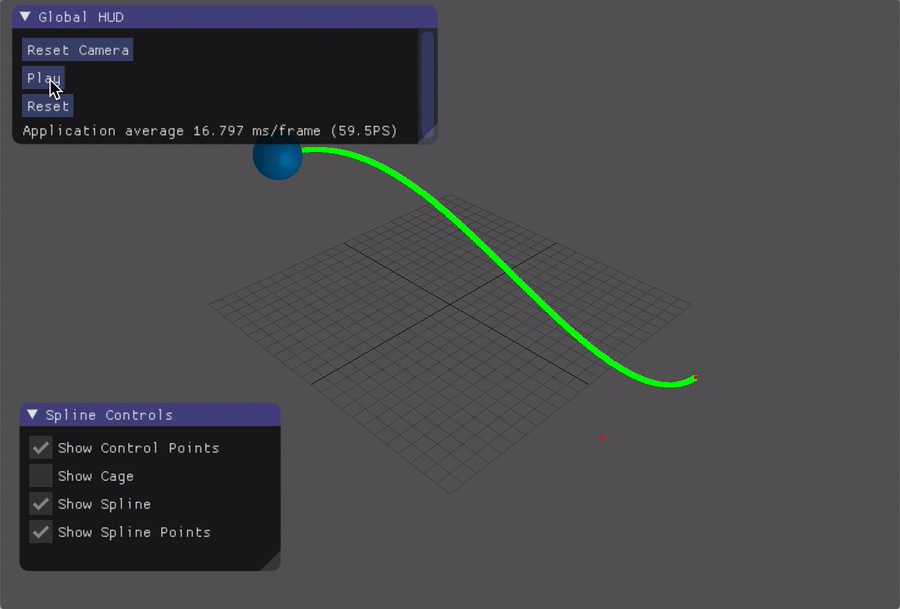 Global HUD
Reset Camera
Play
Reset
Application average 16.797 ms/frame (59.5PS)
Spline Controls
Show Control Points
Show Cage
Show Spline
Show Spline Points